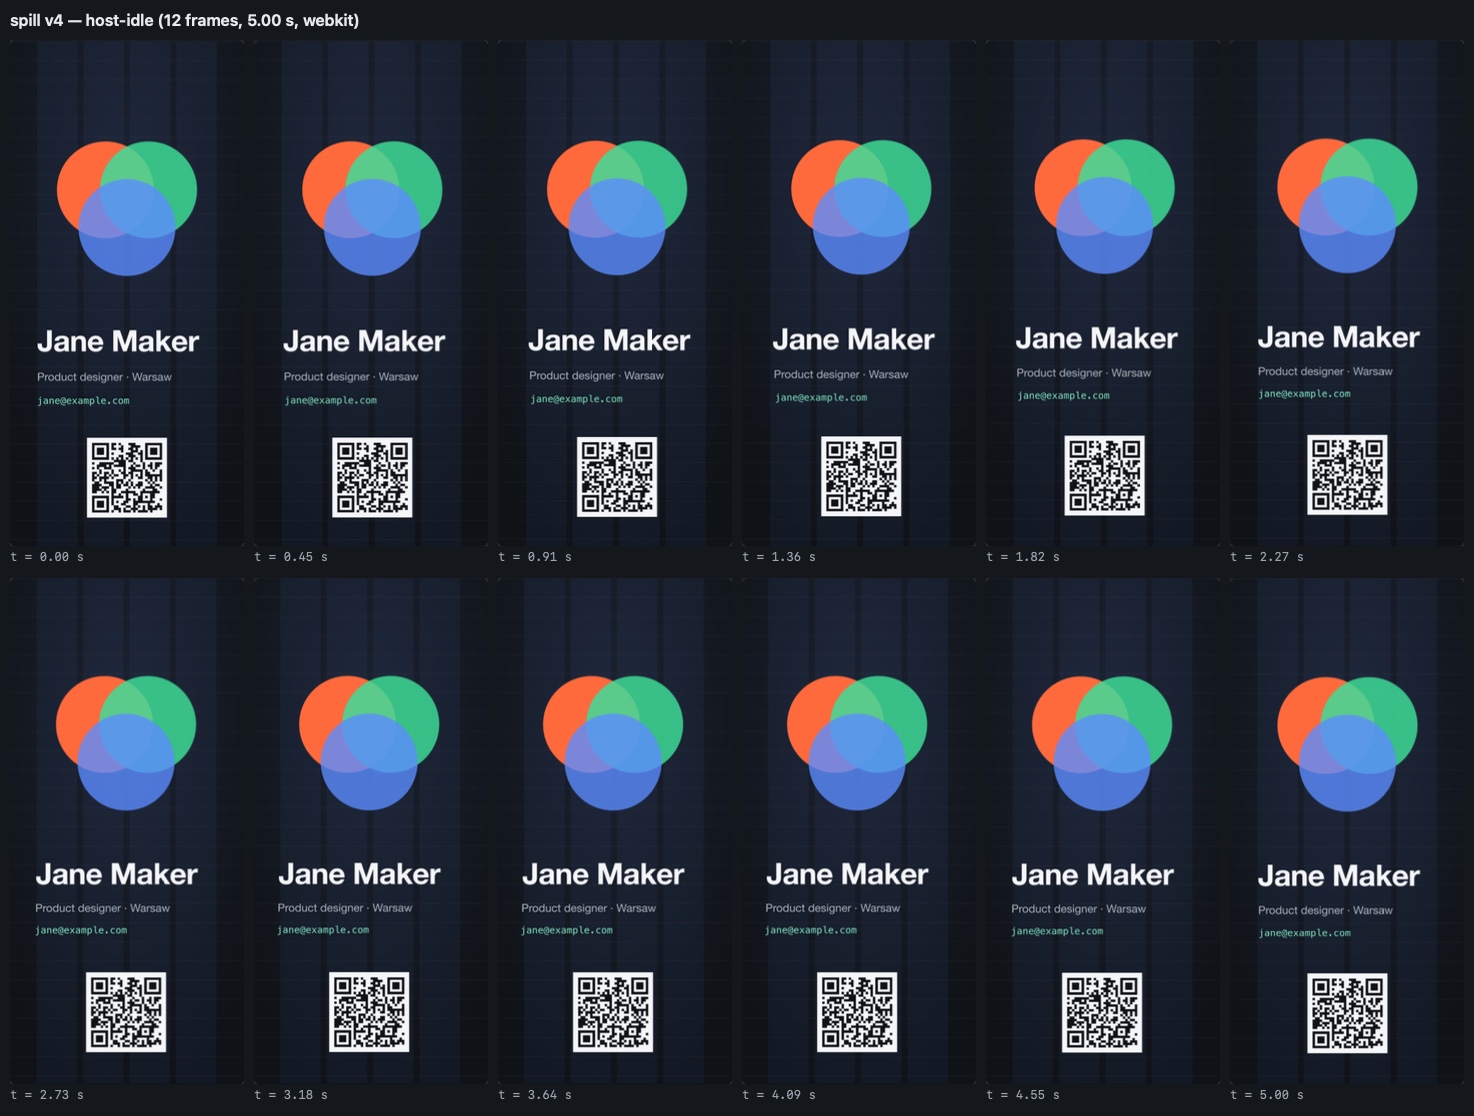 spill v4 — host-idle (12 frames, 5.00 s, webkit)
Jane Maker
Product designer · Warsaw
jane@example.com
t = 0.00 s
Jane Maker
Product designer · Warsaw
jane@example.com
t = 0.45 s
Jane Maker
Product designer · Warsaw
jane@example.com
t = 0.91 s
Jane Maker
Product designer · Warsaw
jane@example.com
t = 1.36 s
Jane Maker
Product designer · Warsaw
jane@example.com
t = 1.82 s
Jane Maker
Product designer · Warsaw
jane@example.com
t = 2.27 s
Jane Maker
Product designer · Warsaw
jane@example.com
t = 2.73 s
Jane Maker
Product designer · Warsaw
jane@example.com
t = 3.18 s
Jane Maker
Product designer · Warsaw
jane@example.com
t = 3.64 s
Jane Maker
Product designer · Warsaw
jane@example.com
t = 4.09 s
Jane Maker
Product designer · Warsaw
jane@example.com
t = 4.55 s
Jane Maker
Product designer · Warsaw
jane@example.com
t = 5.00 s